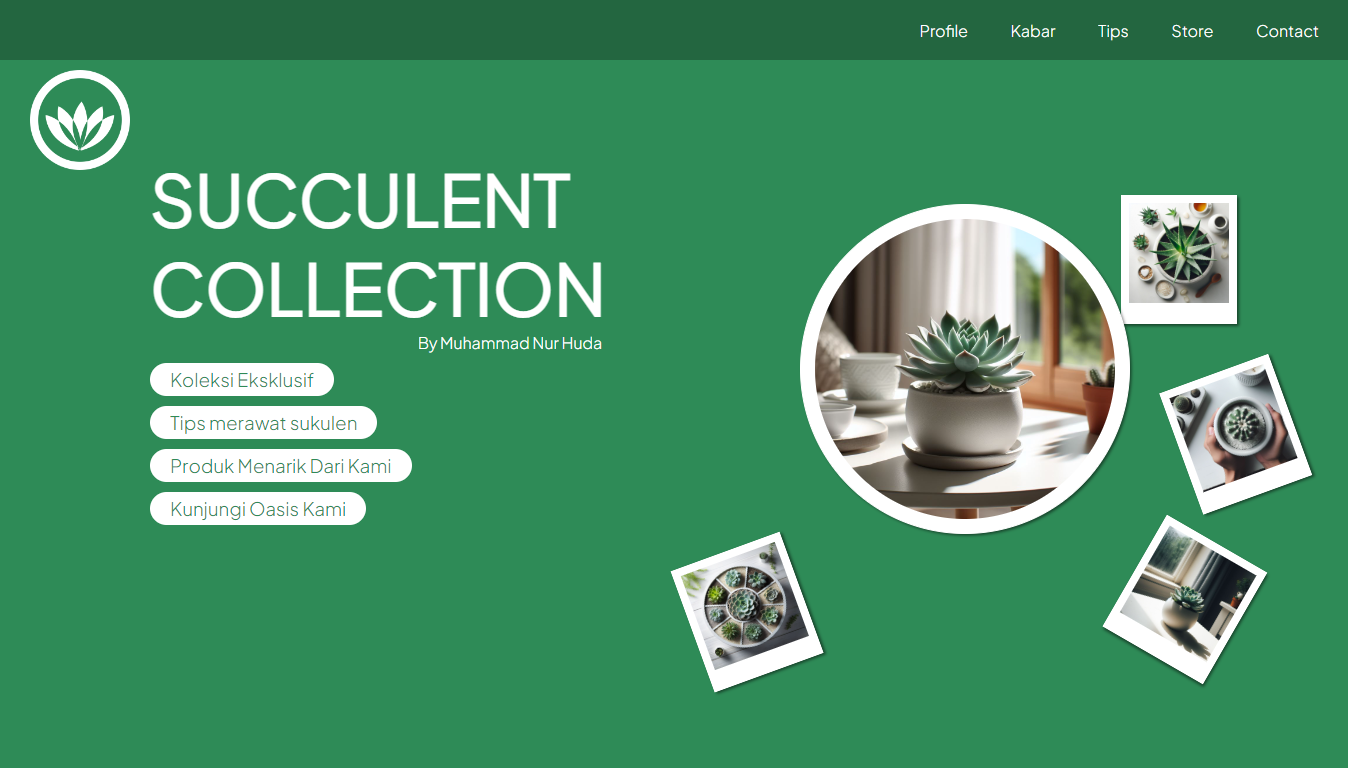 Profile Kabar Tips Store Contact
SUCCULENT
COLLECTION
By Muhammad Nur Huda
Koleksi Eksklusif
Tips merawat sukulen
Produk Menarik Dari Kami
Kunjungi Oasis Kami